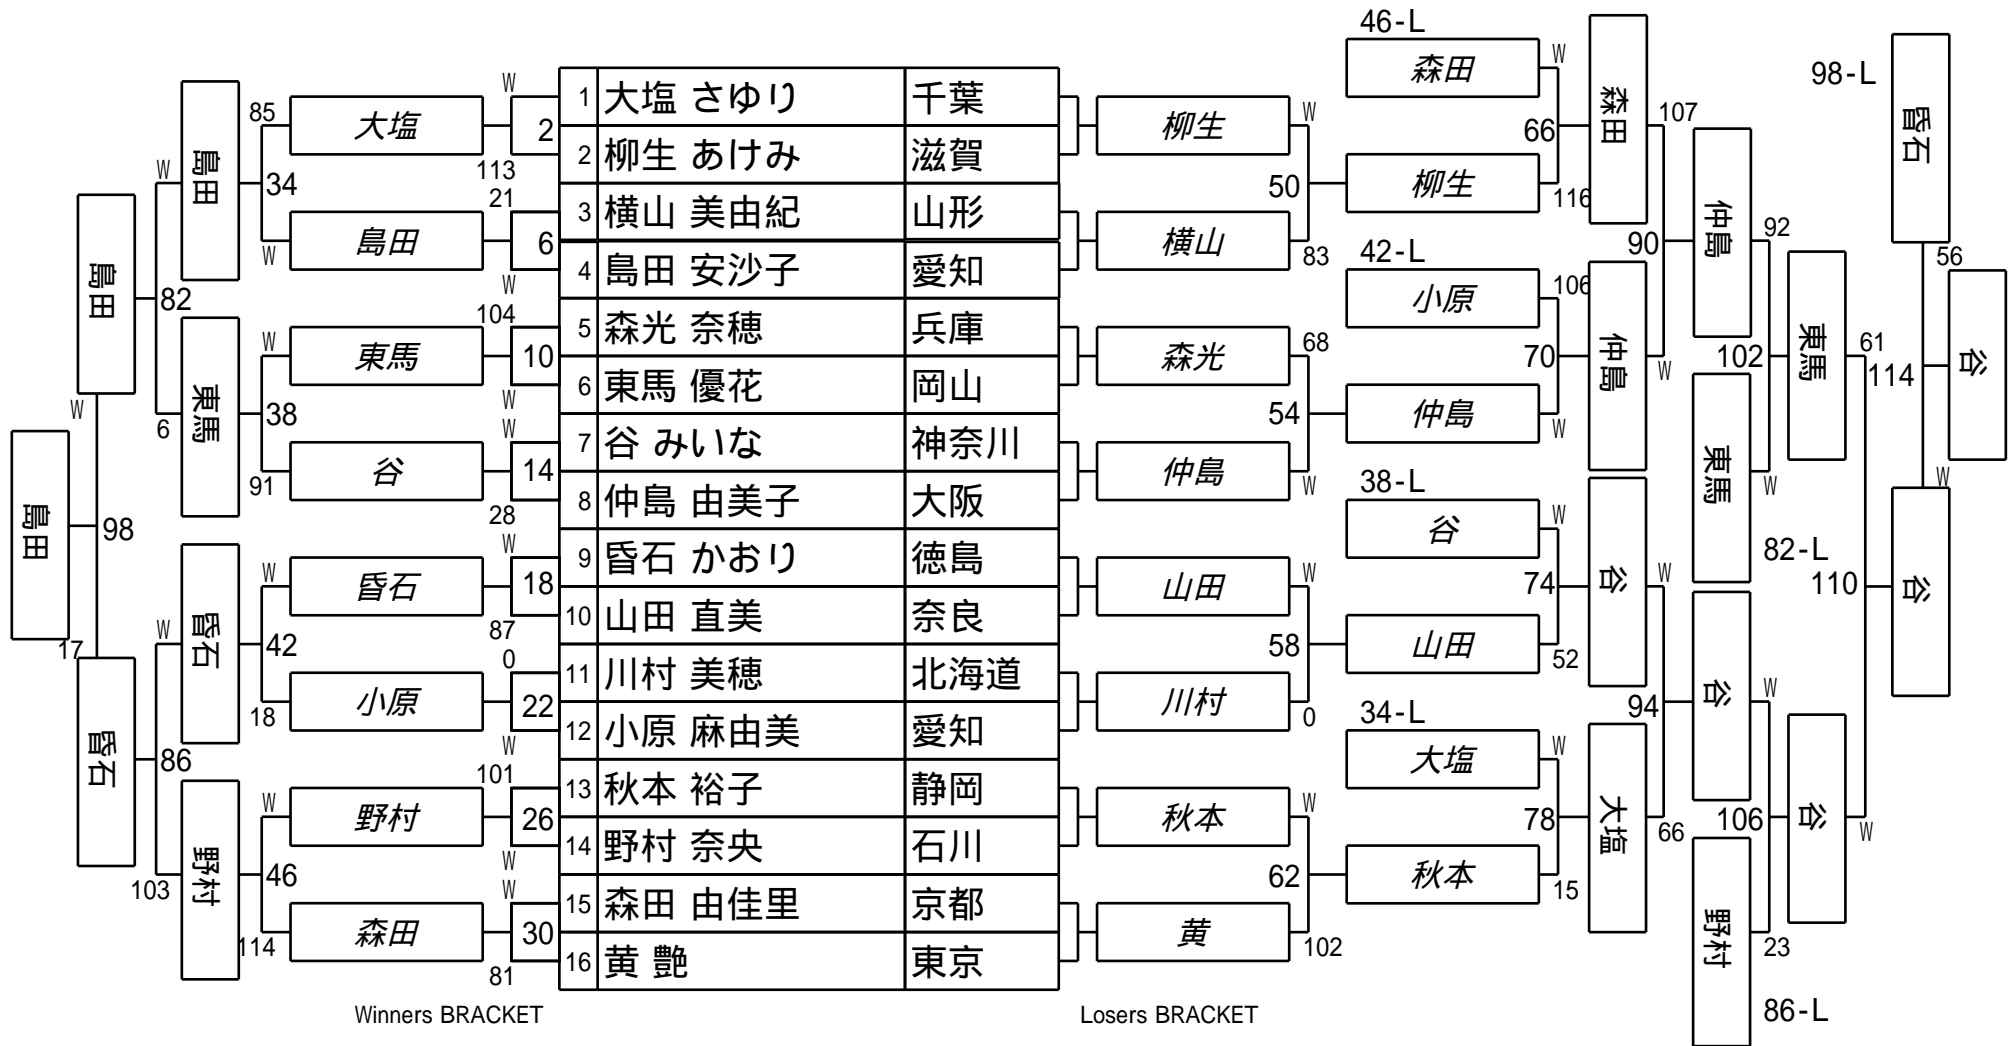 46-L
98-L
森田 W
森田
昏石
島田
85
大塩
W
2
1 大塩 さゆり 千葉
柳生
W
66
107
113
2 柳生 あけみ 滋賀
W
34
21
50
柳生
116
仲島
島田
島田
W
6
3 横山 美由紀 山形
横山
83
42-L
90
92
56
谷
W
4 島田 安沙子 愛知
小原
106
仲島
W
東馬
82
104
10
5 森光 奈穂 兵庫
森光
68
70
102
61
114
東馬
W
東馬
W
6 東馬 優花 岡山
54
仲島
W
東馬
W
W
6
38
W
14
7 谷 みいな 神奈川
仲島
W
38-L
W
谷
91
谷
28
8 仲島 由美子 大阪
谷
W
谷
W
82-L
島田
98
W
18
9 昏石 かおり 徳島
山田
W
74
110
谷
昏石
W
昏石
87
10 山田 直美 奈良
58
山田
52
谷
W
17
W
42
0
22
11 川村 美穂 北海道
川村
0
34-L
94
谷
W
昏石
86
18
小原
W
12 小原 麻由美 愛知
大塩
W
大塩
66
106
野村
W
野村
101
26
13 秋本 裕子 静岡
秋本
W
78
103
46
W
14 野村 奈央 石川
62
秋本
15
野村
23
114
森田
W
30
15 森田 由佳里 京都
黄
102
81
16 黄 艶 東京
86-L
Winners BRACKET
Losers BRACKET